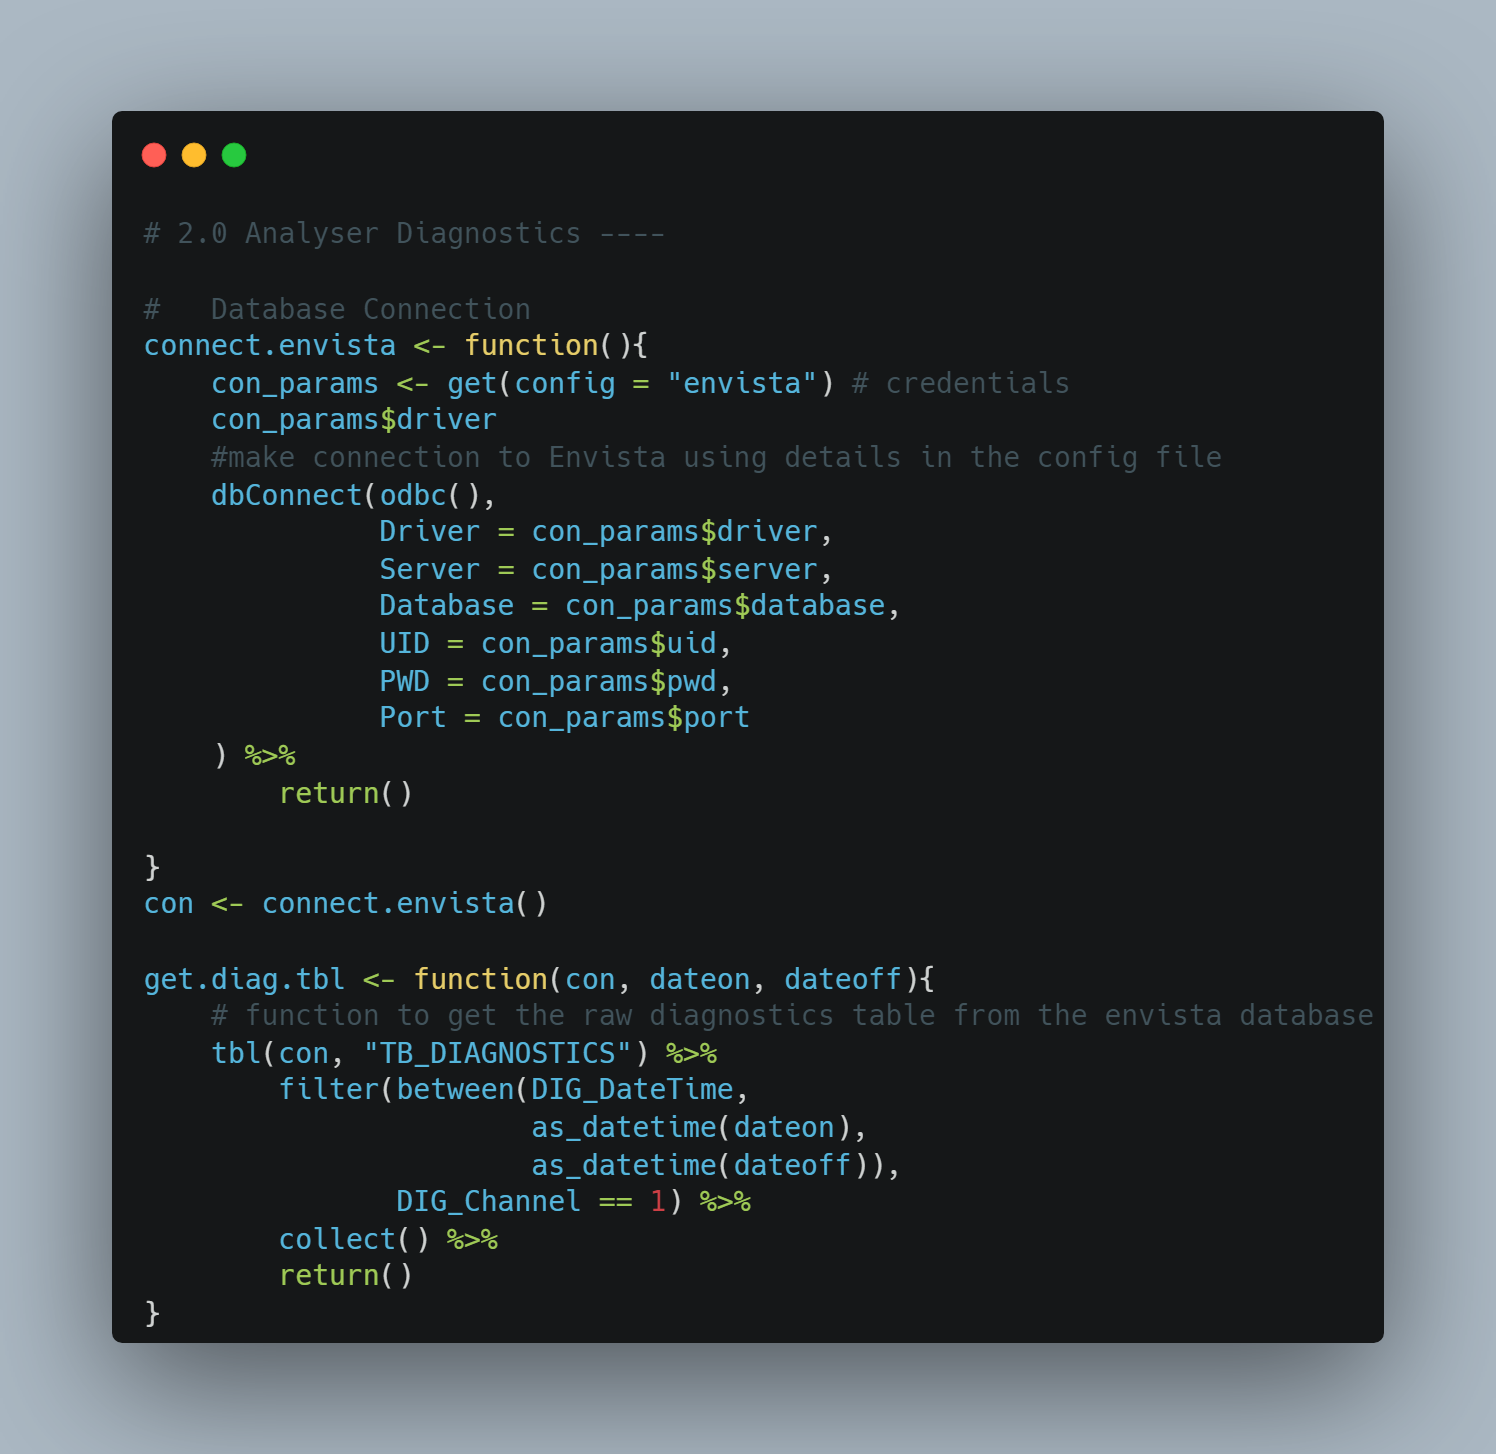 # 2.0 Analyser Diagnostics ----
#   Database Connection
connect.envista <- function(){
    con_params <- get(config = "envista") # credentials
    con_params$driver
    #make connection to Envista using details in the config file
    dbConnect(odbc(),
              Driver = con_params$driver,
              Server = con_params$server,
              Database = con_params$database,
              UID = con_params$uid,
              PWD = con_params$pwd,
              Port = con_params$port
    ) %>%
        return()
}
con <- connect.envista()
get.diag.tbl <- function(con, dateon, dateoff){
    # function to get the raw diagnostics table from the envista database
    tbl(con, "TB_DIAGNOSTICS") %>%
        filter(between(DIG_DateTime,
                       as_datetime(dateon),
                       as_datetime(dateoff)),
               DIG_Channel == 1) %>%
        collect() %>%
        return()
}